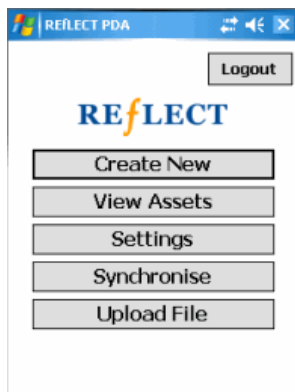 REfLECT PDA
Logout
REfLECT
Create New
View Assets
Settings
Synchronise
Upload File